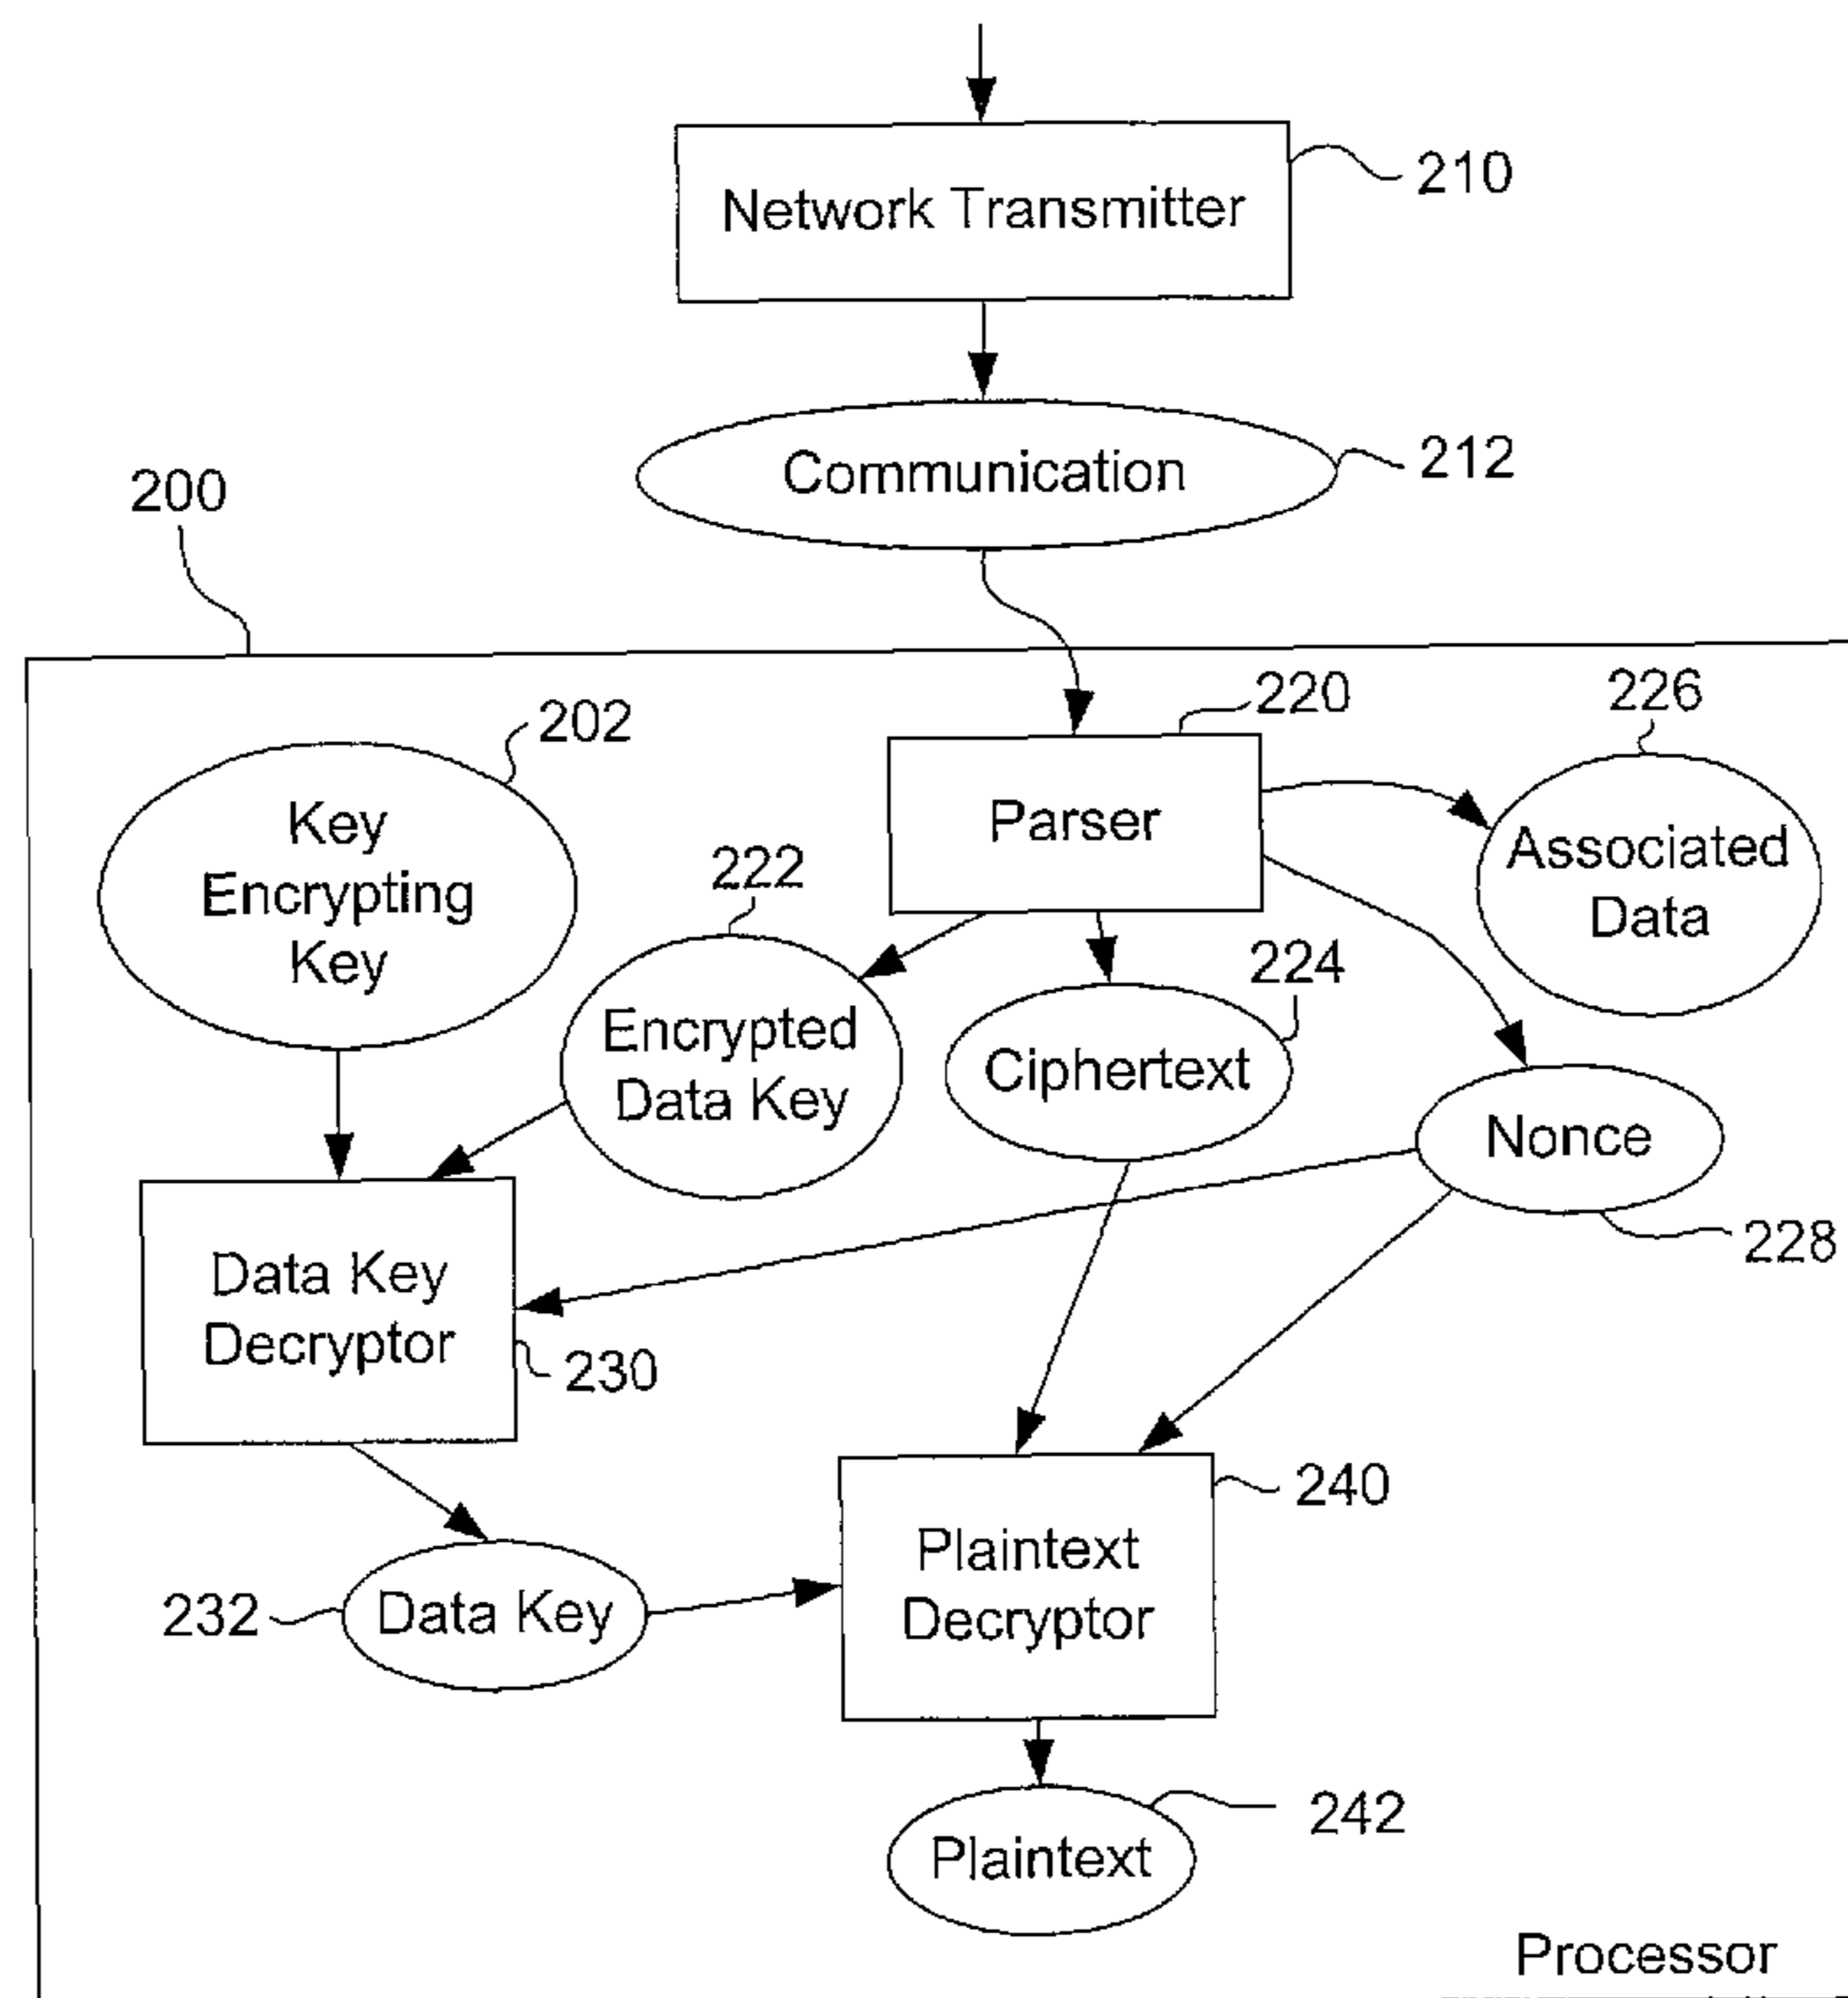 Network Transmitter
210
Communication
212
200
202
Key
Encrypting
Key
220
Parser
226
Associated
Data
222
Encrypted
Data Key
224
Ciphertext
Nonce
228
Data Key
Decryptor
230
240
Plaintext
Decryptor
232
Data Key
242
Plaintext
Processor